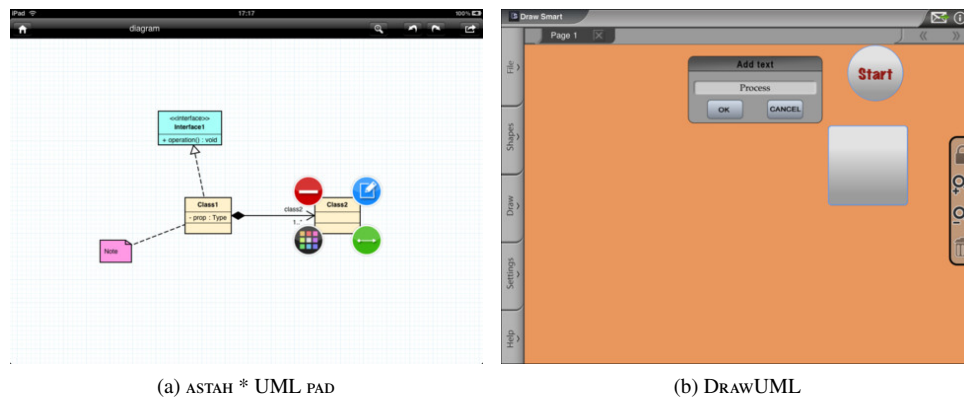 iPad 17:17 100%
diagram
<<interface>>
Interface1
+ operation() : void
Class1
- prop : Type
class2
1..*
Class2
Note
(a) ASTAH * UML PAD
Draw Smart
Page 1
File
Shapes
Draw
Settings
Help
Add text
Process
OK CANCEL
Start
(b) DRAWUML